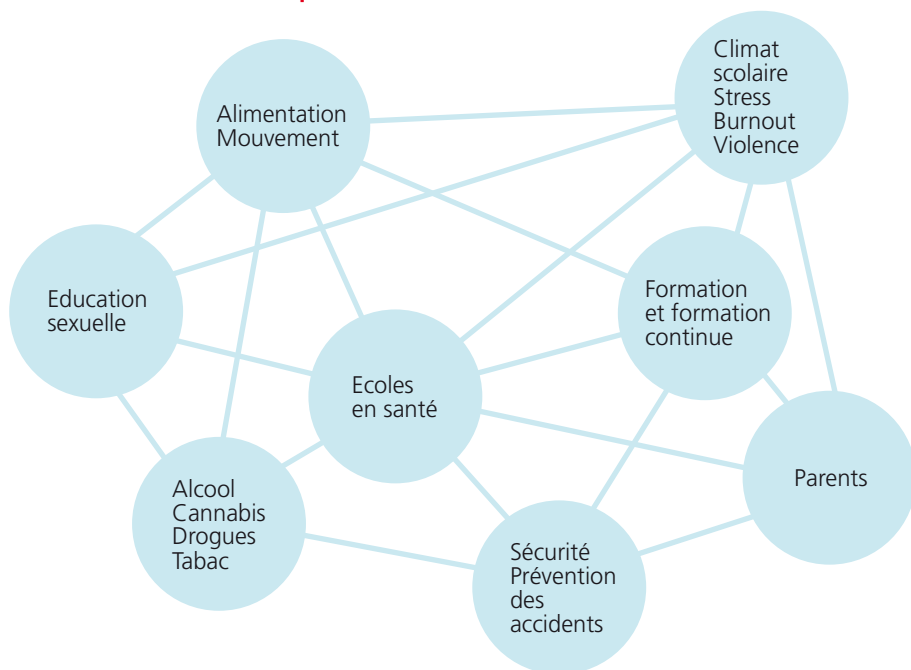 Climat
scolaire
Stress
Burnout
Violence
Alimentation
Mouvement
Education
sexuelle
Formation
et formation
continue
Ecoles
en santé
Parents
Alcool
Cannabis
Drogues
Tabac
Sécurité
Prévention
des
accidents